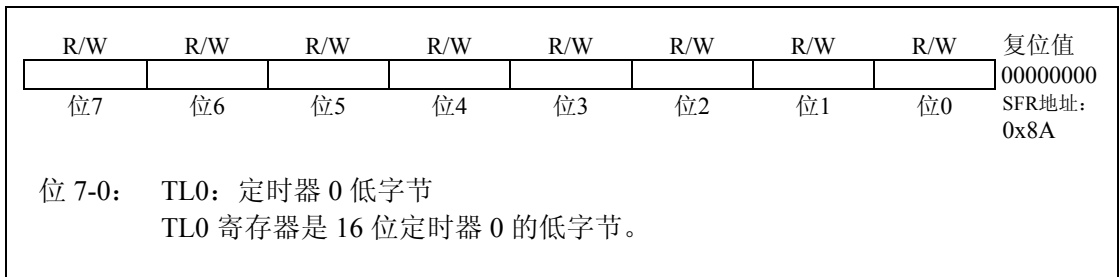 R/W R/W R/W R/W R/W R/W R/W R/W 复位值
00000000
位7 位6 位5 位4 位3 位2 位1 位0 SFR地址：
0x8A
位 7-0： TL0：定时器 0 低字节
TL0 寄存器是 16 位定时器 0 的低字节。